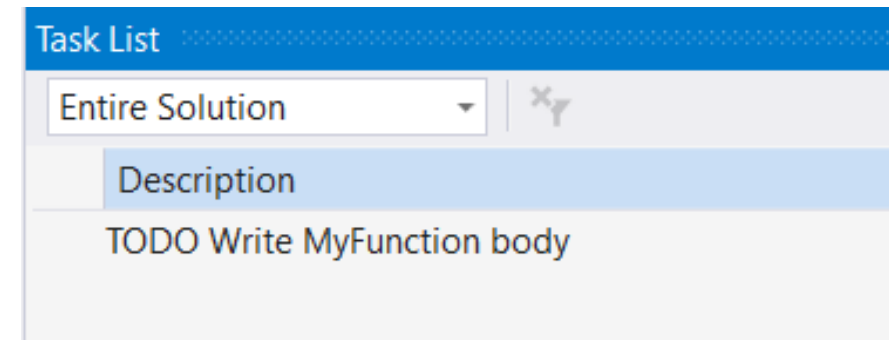 Task List
Entire Solution
Description
TODO Write MyFunction body